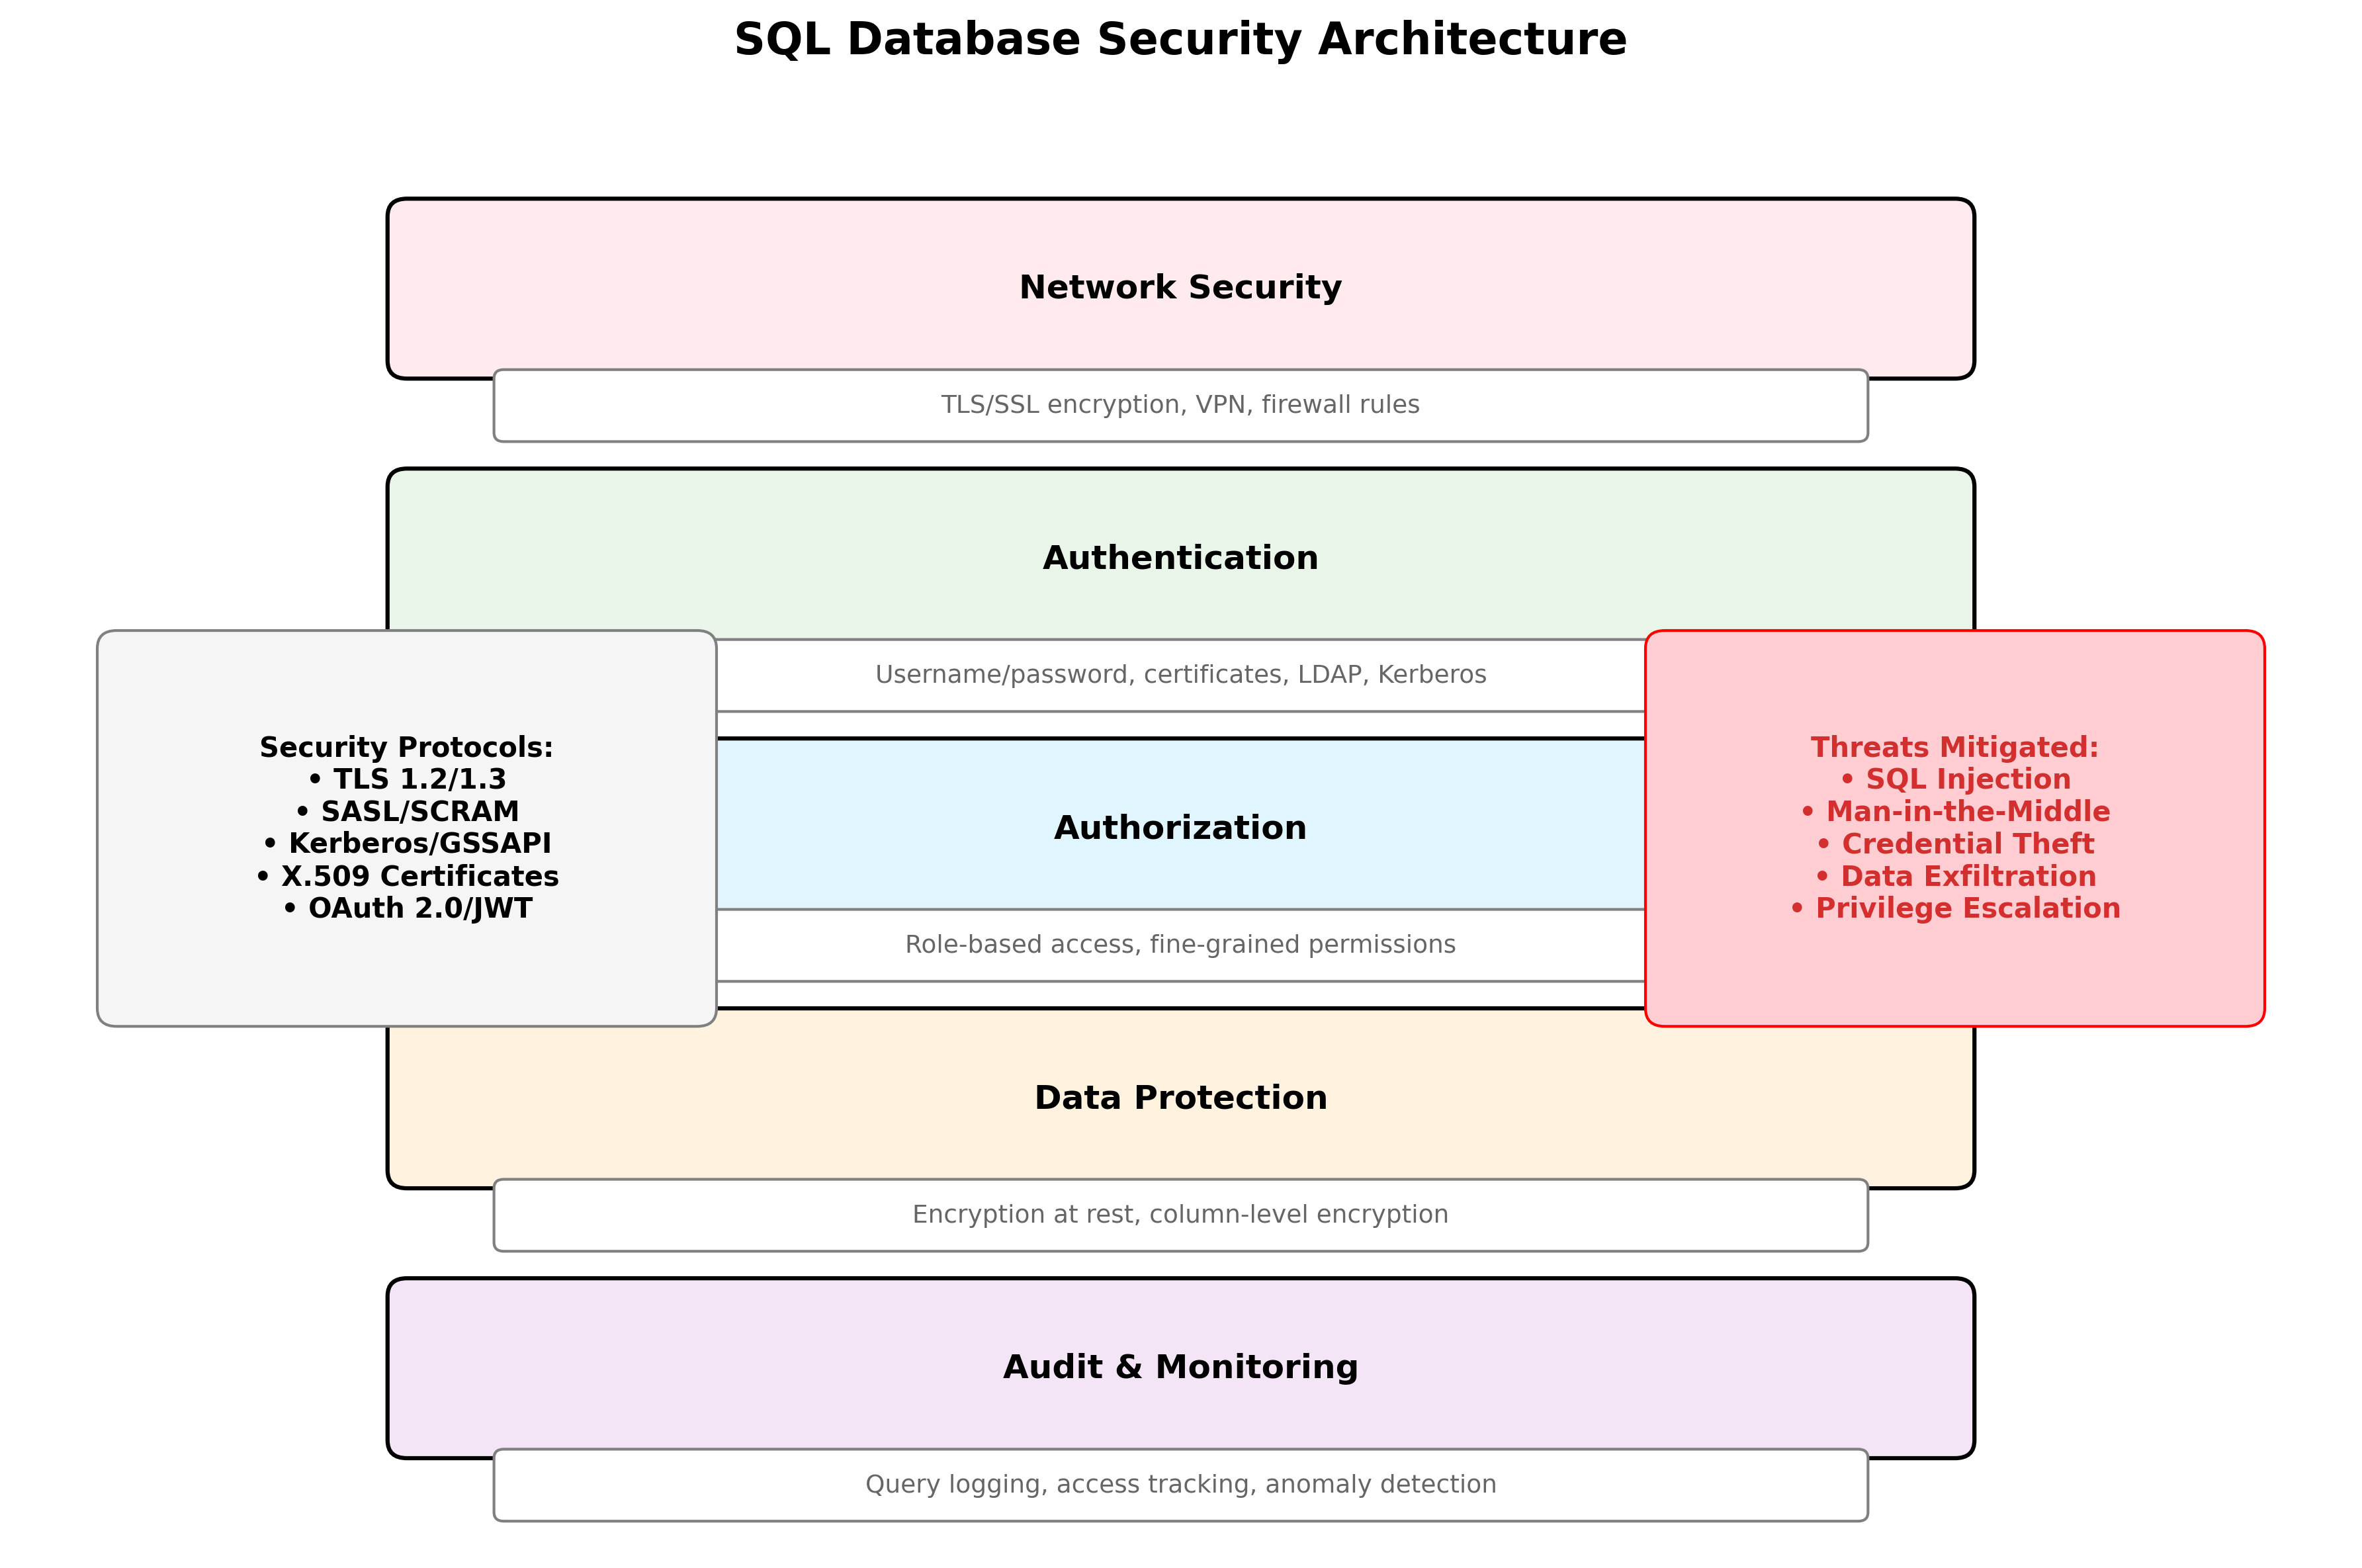 SQL Database Security Architecture
Network Security
TLS/SSL encryption, VPN, firewall rules
Authentication
Username/password, certificates, LDAP, Kerberos
Security Protocols:
• TLS 1.2/1.3
• SASL/SCRAM
• Kerberos/GSSAPI
• X.509 Certificates
• OAuth 2.0/JWT
Authorization
Role-based access, fine-grained permissions
Threats Mitigated:
• SQL Injection
• Man-in-the-Middle
• Credential Theft
• Data Exfiltration
• Privilege Escalation
Data Protection
Encryption at rest, column-level encryption
Audit & Monitoring
Query logging, access tracking, anomaly detection